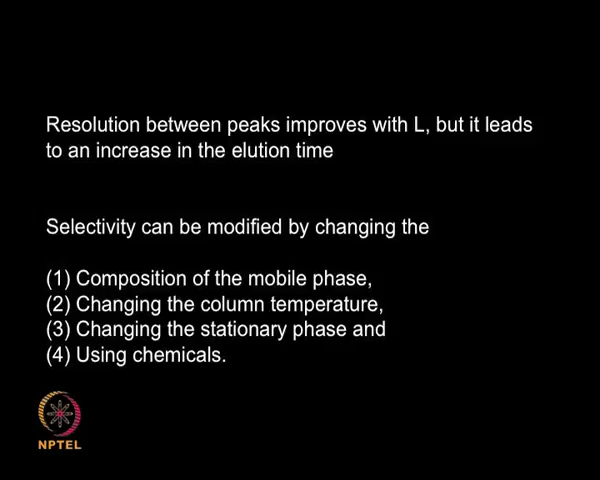 Resolution between peaks improves with L, but it leads
to an increase in the elution time
Selectivity can be modified by changing the
(1) Composition of the mobile phase,
(2) Changing the column temperature,
(3) Changing the stationary phase and
(4) Using chemicals.
NPTEL